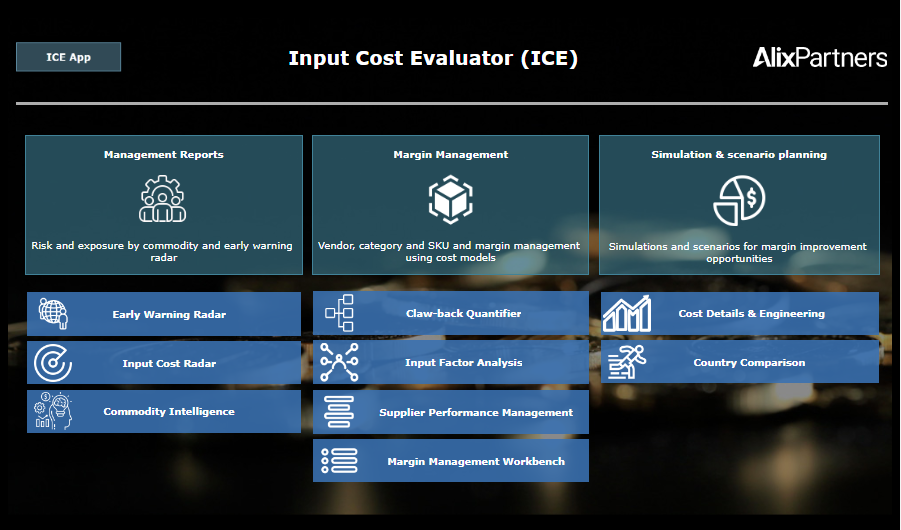 ICE App
Input Cost Evaluator (ICE)
AlixPartners
Management Reports
Risk and exposure by commodity and early warning
radar
Margin Management
Vendor, category and SKU and margin management
using cost models
Simulation & scenario planning
Simulations and scenarios for margin improvement
opportunities
Early Warning Radar
Input Cost Radar
Commodity Intelligence
Claw-back Quantifier
Input Factor Analysis
Supplier Performance Management
Margin Management Workbench
Cost Details & Engineering
Country Comparison